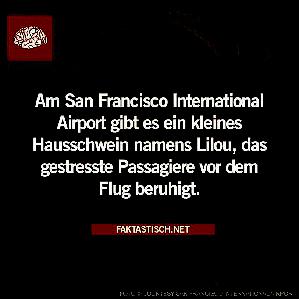 Am San Francisco International
Airport gibt es ein kleines
Hausschwein namens Lilou, das
gestresste Passagiere vor dem
Flug beruhigt.
FAKTASTISCH.NET